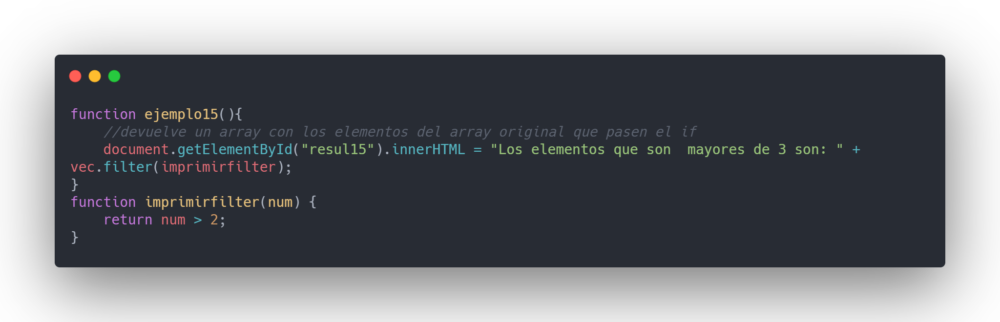 function ejemplo15(){
    //devuelve un array con los elementos del array original que pasen el if
    document.getElementById("resul15").innerHTML = "Los elementos que son  mayores de 3 son: " +
vec.filter(imprimirfilter);
}
function imprimirfilter(num) {
    return num > 2;
}